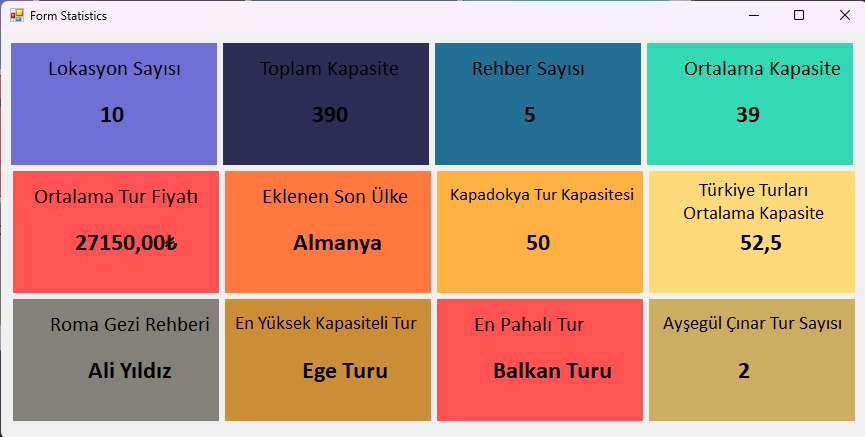 Form Statistics
Lokasyon Sayısı
10
Toplam Kapasite
390
Rehber Sayısı
5
Ortalama Kapasite
39
Ortalama Tur Fiyatı
27150,00₺
Eklenen Son Ülke
Almanya
Kapadokya Tur Kapasitesi
50
Türkiye Turları
Ortalama Kapasite
52,5
Roma Gezi Rehberi
Ali Yıldız
En Yüksek Kapasiteli Tur
Ege Turu
En Pahalı Tur
Balkan Turu
Ayşegül Çınar Tur Sayısı
2